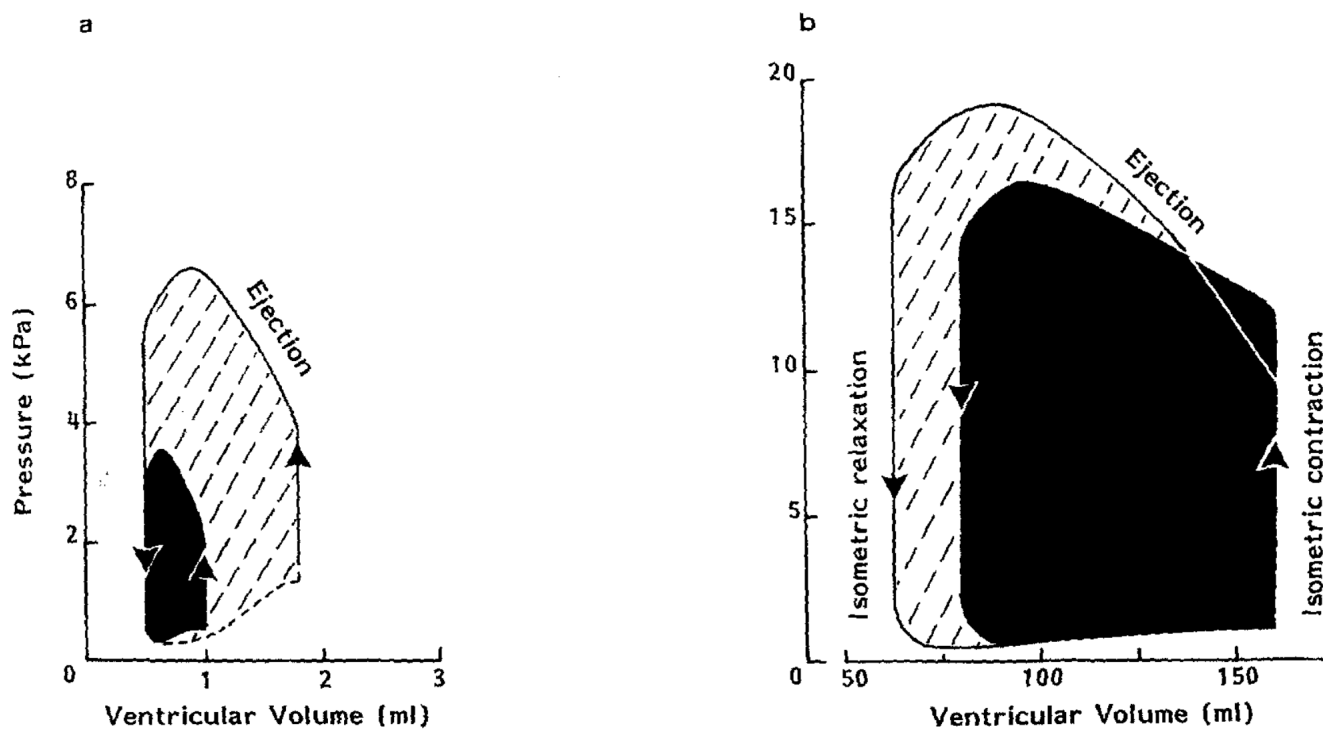 a
8
6
4
2
0
1
2
3
Pressure (kPa)
Ventricular Volume (ml)
Ejection
b
20
15
10
5
0
50
100
150
Ventricular Volume (ml)
Ejection
Isometric relaxation
Isometric contraction